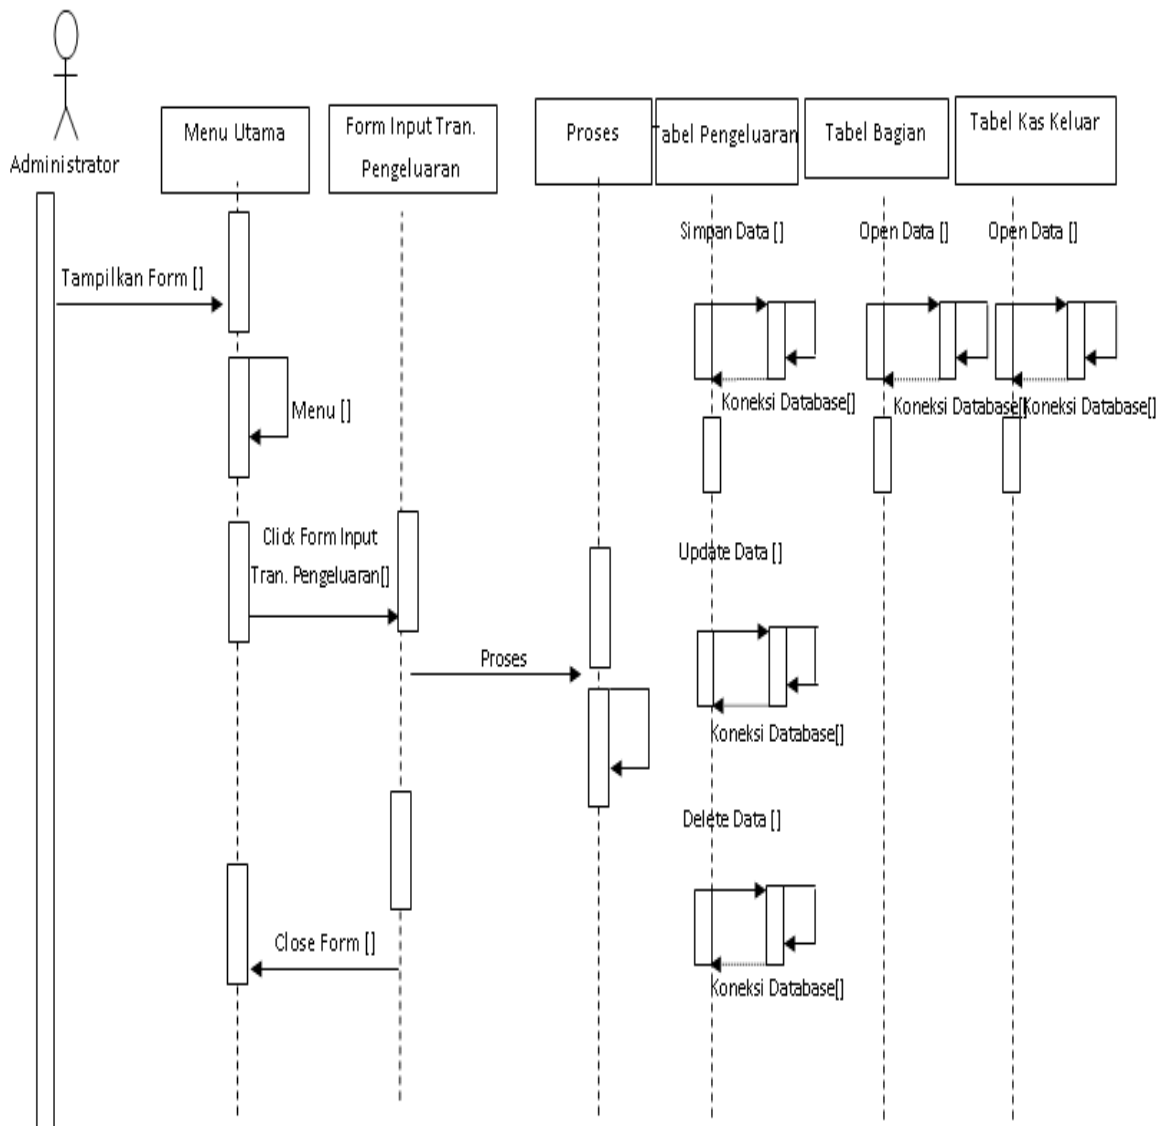 Administrator
Menu Utama
Form Input Tran.
Pengeluaran
Proses
Tabel Pengeluaran
Tabel Bagian
Tabel Kas Keluar
Simpan Data []
Open Data []
Open Data []
Tampilkan Form []
Menu []
Koneksi Database[]
Koneksi Database[]
Koneksi Database[]
Click Form Input
Tran. Pengeluaran[]
Update Data []
Proses
Koneksi Database[]
Delete Data []
Close Form []
Koneksi Database[]